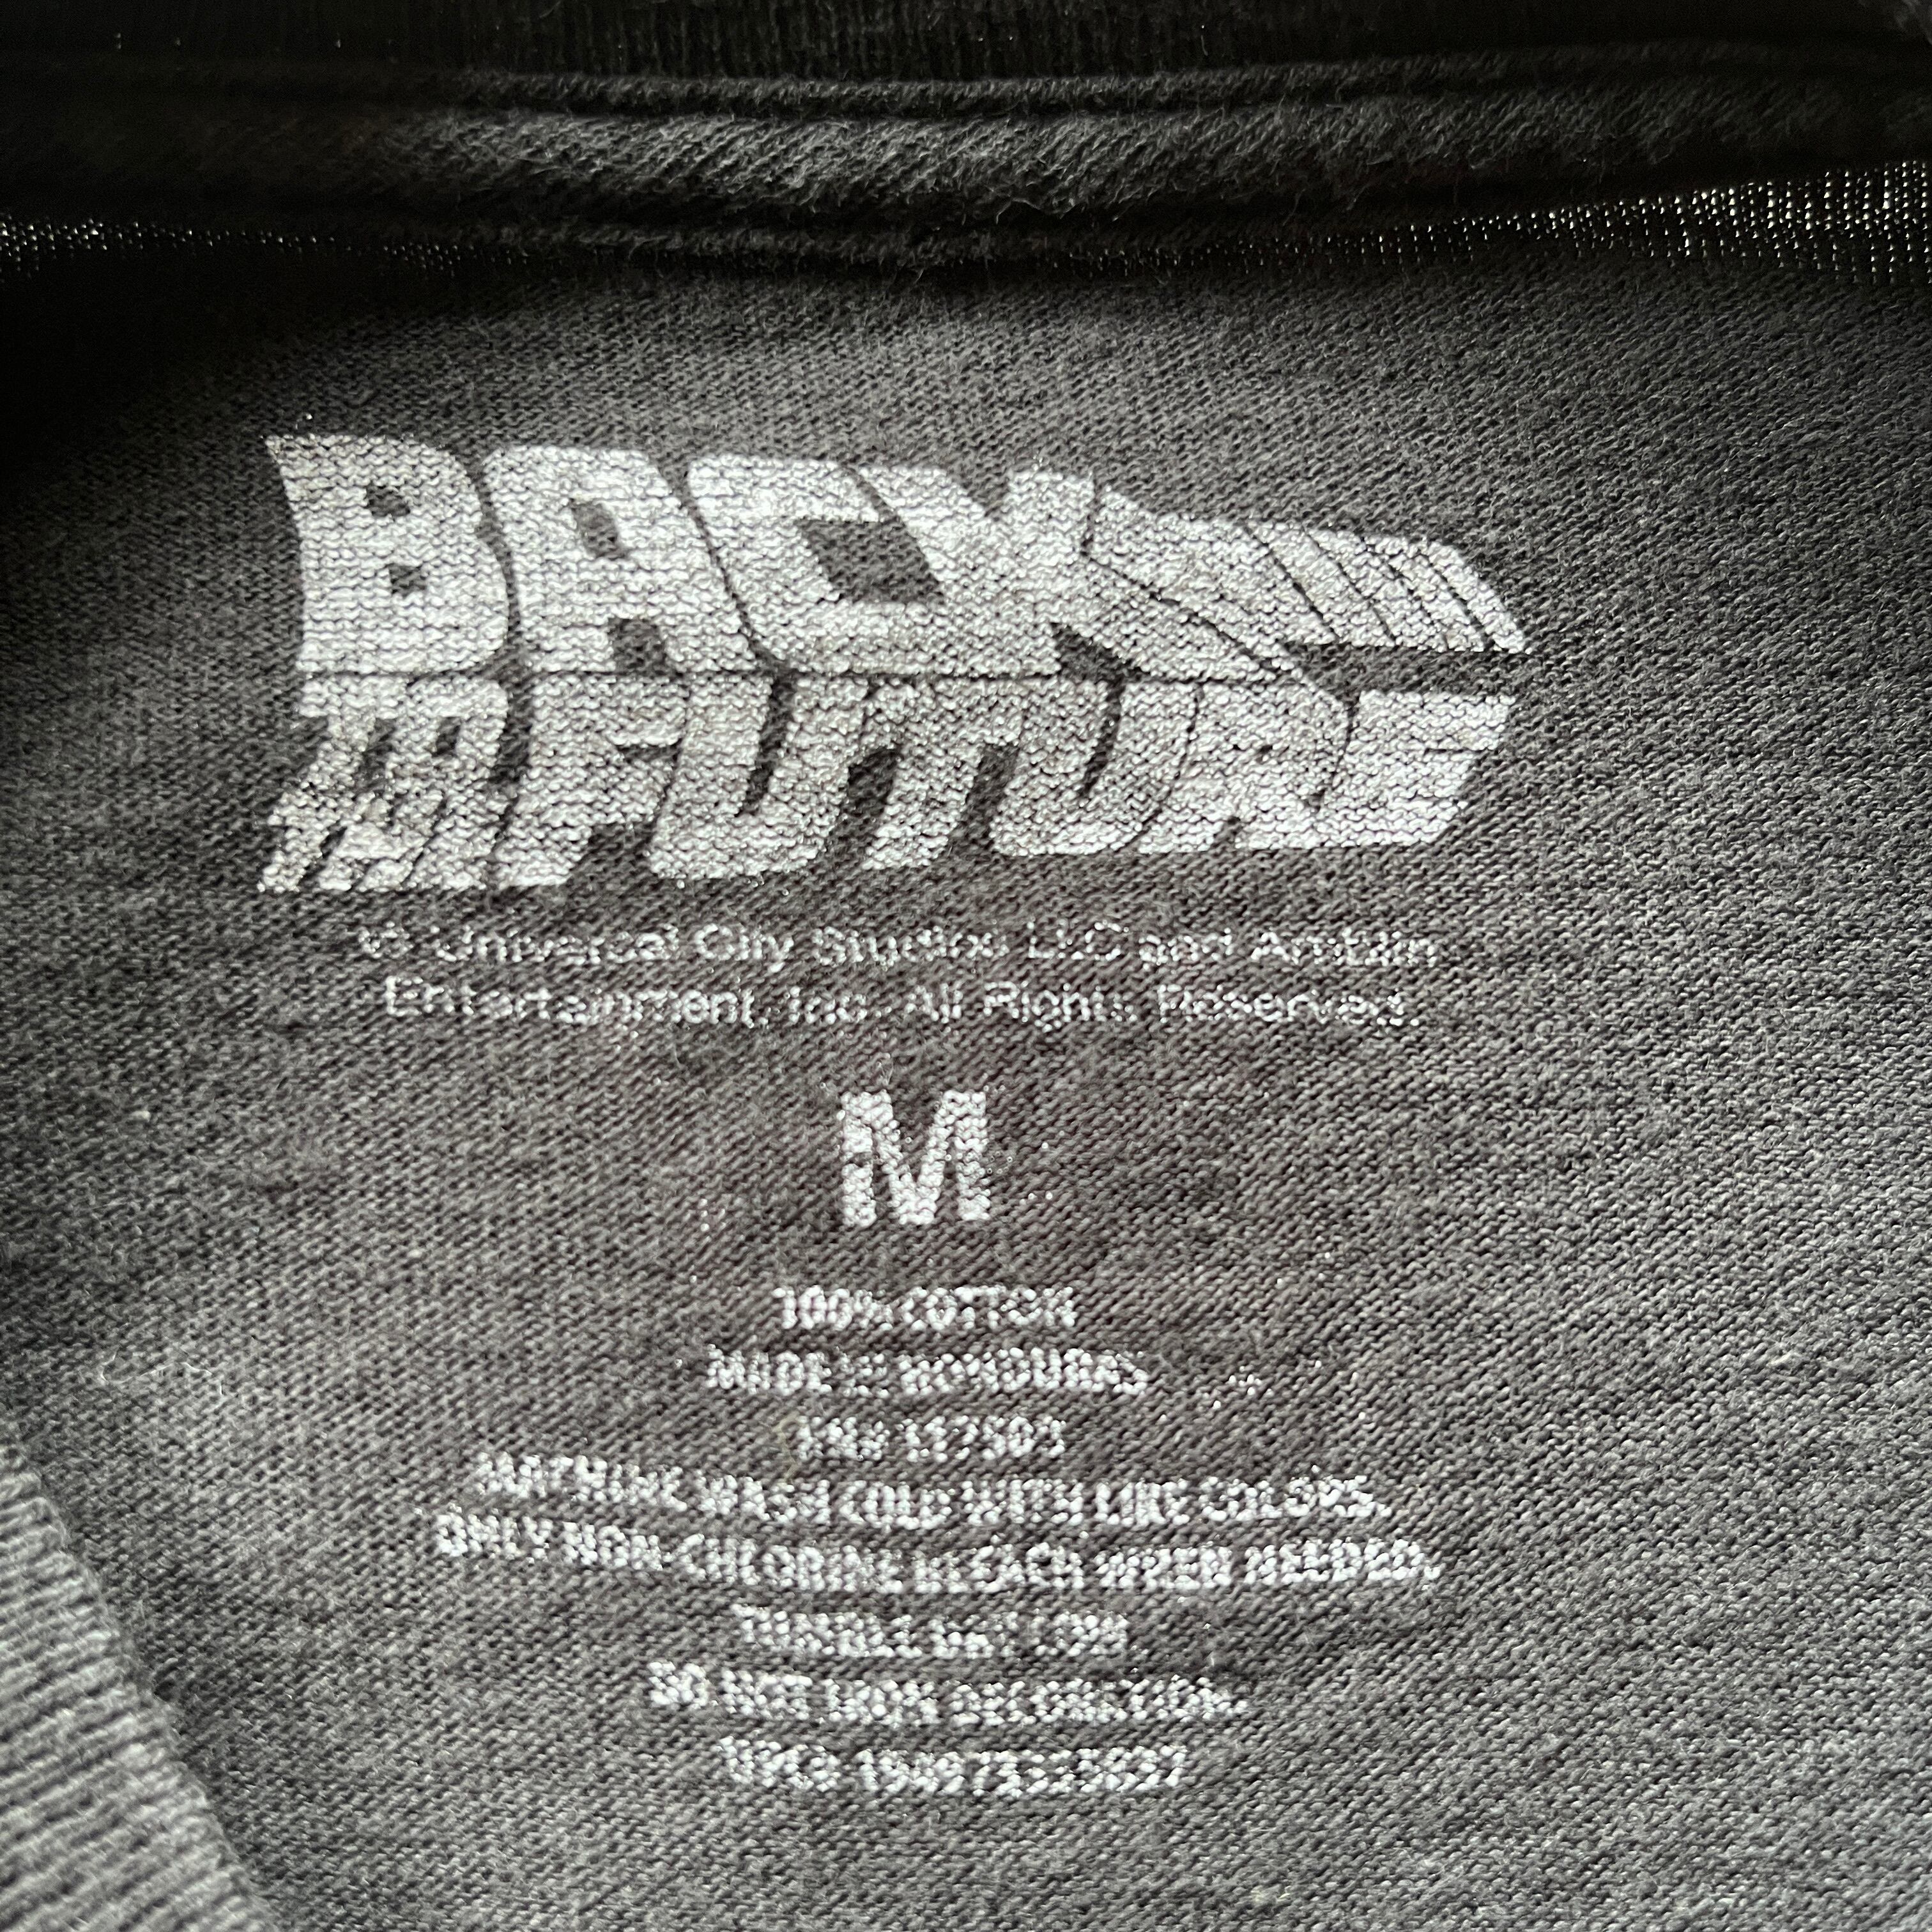 BACK
TO THE FUTURE
© Universal City Studios LLC and Amblin
Entertainment, Inc. All Rights Reserved.
M
100% COTTON
MADE IN HONDURAS
RN# 137503
MACHINE WASH COLD WITH LIKE COLORS.
ONLY NON-CHLORINE BLEACH WHEN NEEDED.
TUMBLE DRY LOW.
DO NOT IRON DECORATION.